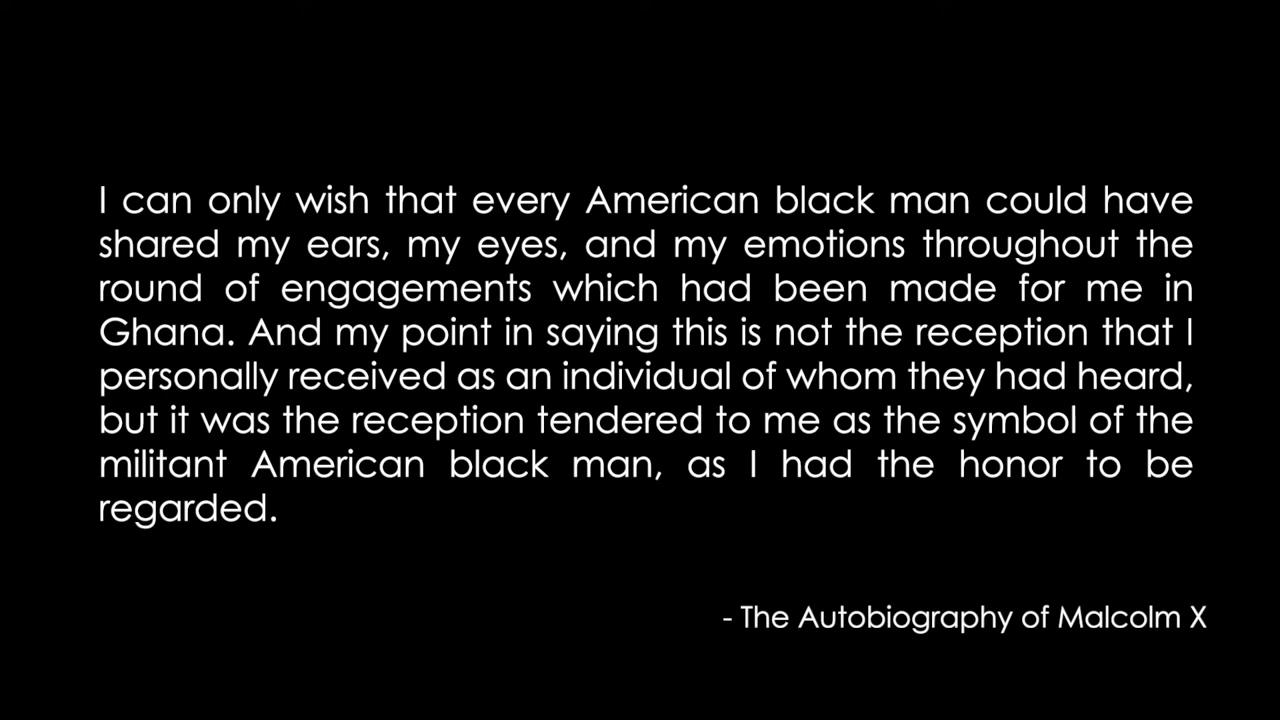 I can only wish that every American black man could have
shared my ears, my eyes, and my emotions throughout the
round of engagements which had been made for me in
Ghana. And my point in saying this is not the reception that I
personally received as an individual of whom they had heard,
but it was the reception tendered to me as the symbol of the
militant American black man, as I had the honor to be
regarded.
- The Autobiography of Malcolm X